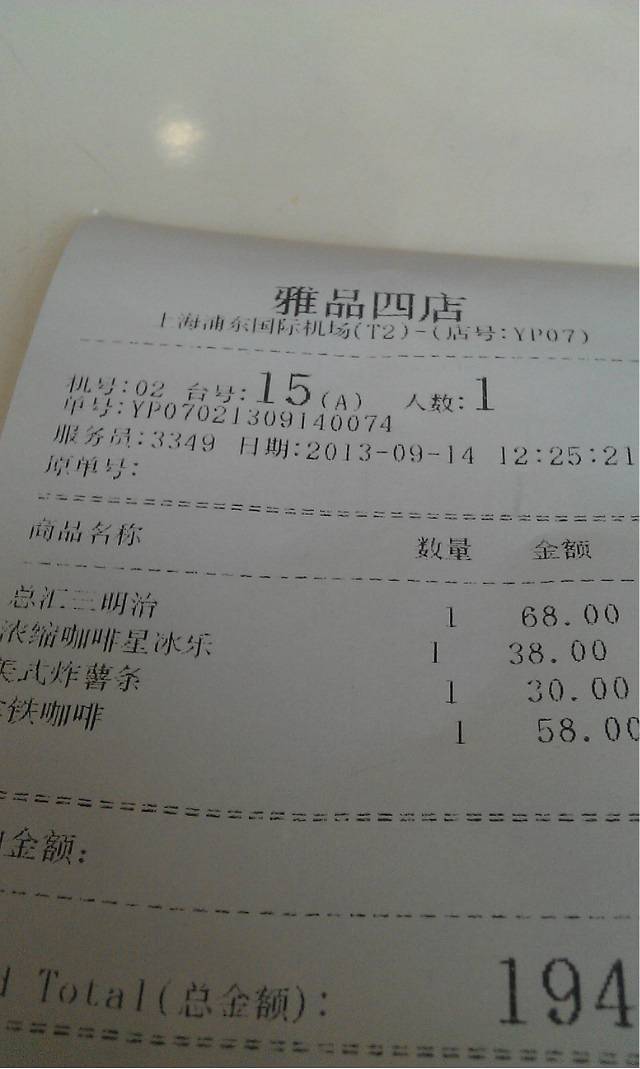 雅品四店
上海浦东国际机场(T2)-(店号:YP07)
机号:02 台号:15(A) 人数:1
单号:YP07021309140074
服务员:3349 日期:2013-09-14 12:25:21
原单号:
商品名称 数量 金额
总汇三明治 1 68.00
浓缩咖啡星冰乐 1 38.00
美式炸薯条 1 30.00
铁咖啡 1 58.00
金额:
Total(总金额): 194